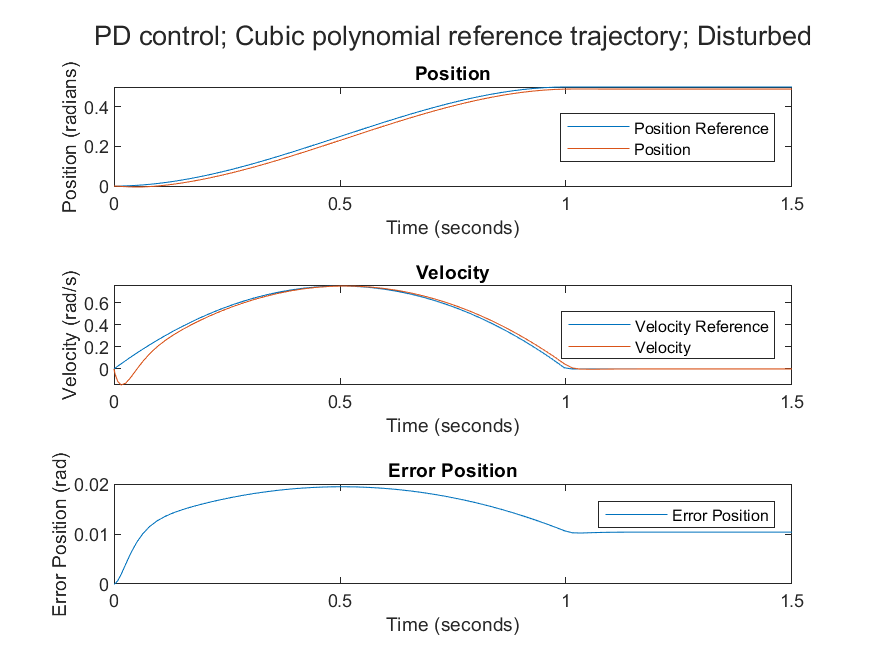 PD control; Cubic polynomial reference trajectory; Disturbed
Position
Position (radians)
0.4
0.2
0
Position Reference
Position
0 0.5 1 1.5
Time (seconds)
Velocity
Velocity (rad/s)
0.6
0.4
0.2
0
Velocity Reference
Velocity
0 0.5 1 1.5
Time (seconds)
Error Position
Error Position (rad)
0.02
0.01
0
Error Position
0 0.5 1 1.5
Time (seconds)